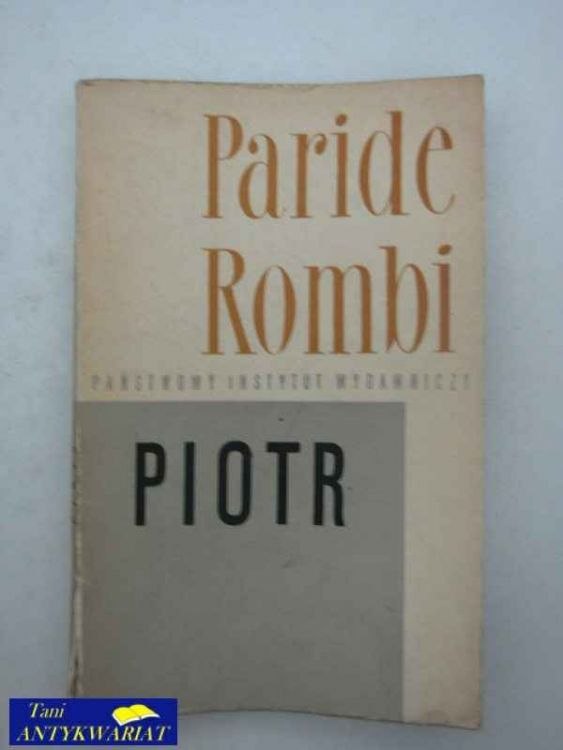 Paride
Rombi
PAŃSTWOWY INSTYTUT WYDAWNICZY
PIOTR
Tani
ANTYKWARIAT